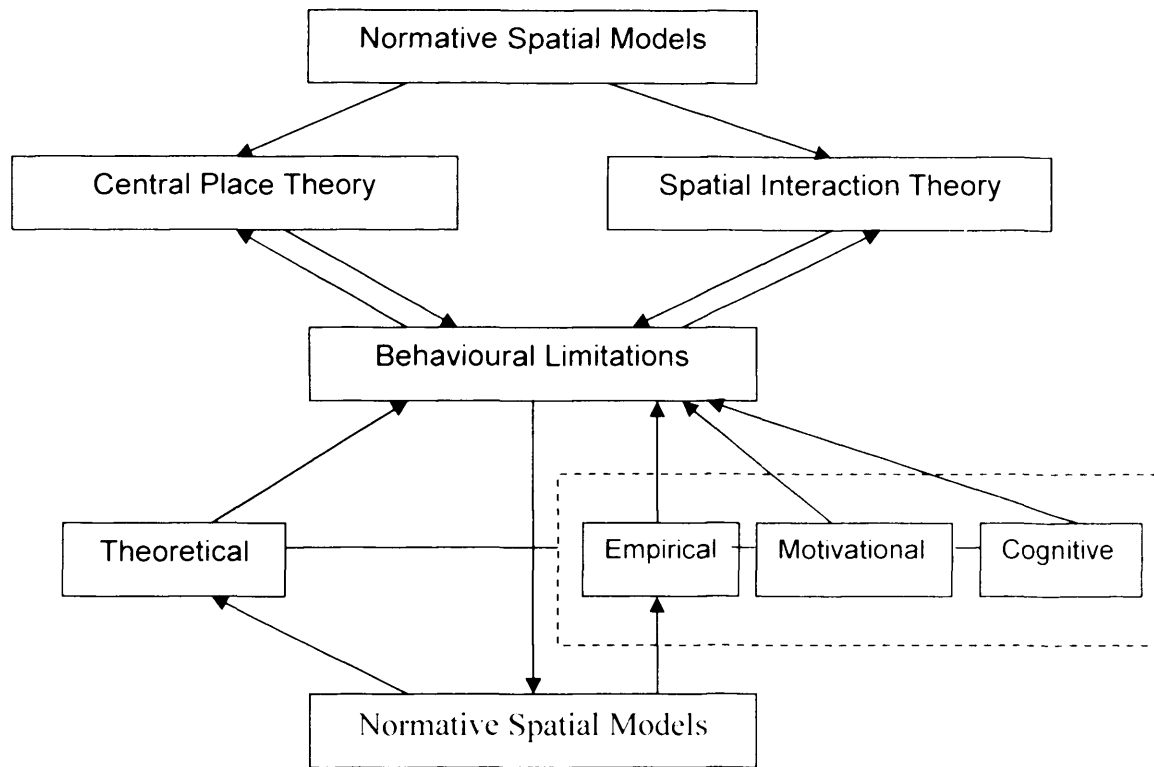 Normative Spatial Models
Central Place Theory
Spatial Interaction Theory
Behavioural Limitations
Theoretical
Empirical
Motivational
Cognitive
Normative Spatial Models